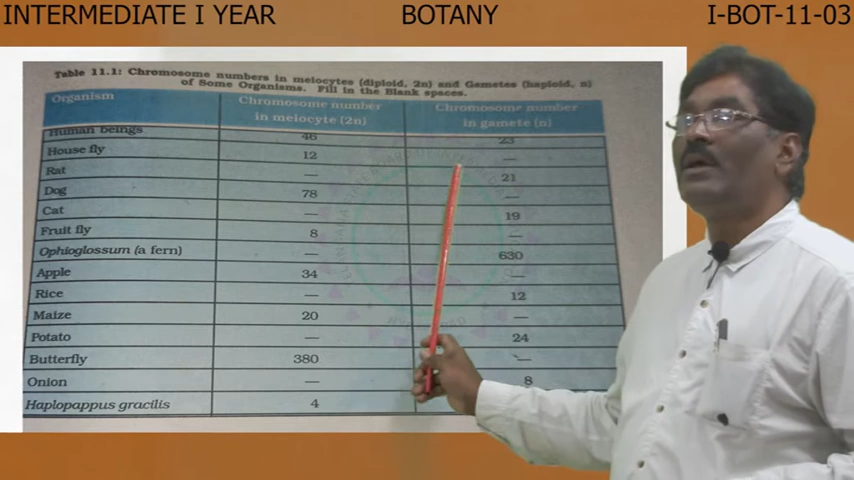 INTERMEDIATE I YEAR BOTANY I-BOT-11-03
Table 11.1: Chromosome numbers in meiocytes (diploid, 2n) and Gametes (haploid, n)
of Some Organisms. Fill in the Blank spaces.
Organism Chromosome number in meiocyte (2n) Chromosome number in gamete (n)
Human beings 46 23
House fly 12 —
Rat — 21
Dog 78 —
Cat — 19
Fruit fly 8 —
Ophioglossum (a fern) — 630
Apple 34 —
Rice — 12
Maize 20 —
Potato — 24
Butterfly 380 —
Onion — 8
Haplopappus gracilis 4